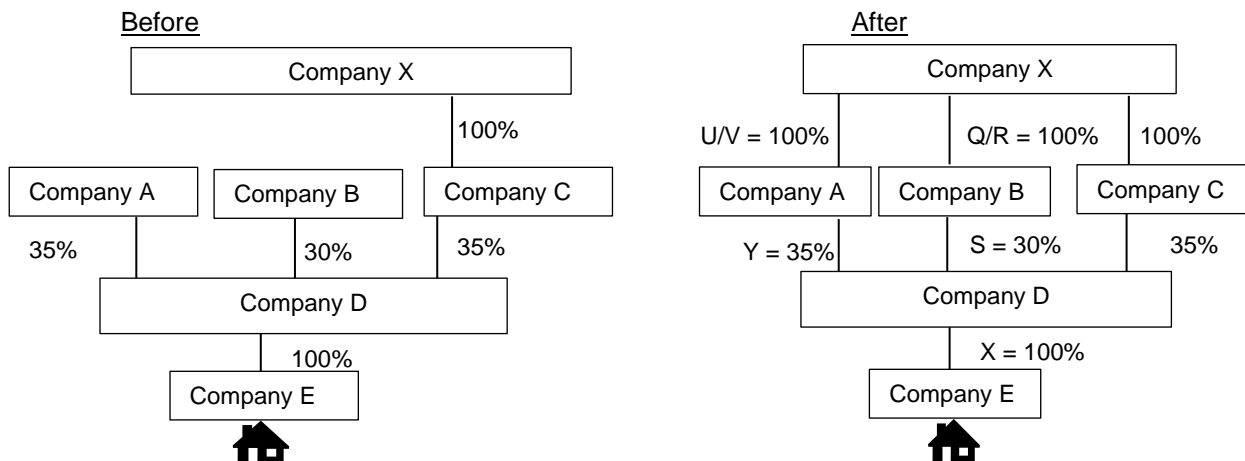 Before
Company X
100%
Company A
Company B
Company C
35%
30%
35%
Company D
100%
Company E
After
Company X
U/V = 100%
Q/R = 100%
100%
Company A
Company B
Company C
Y = 35%
S = 30%
35%
Company D
X = 100%
Company E